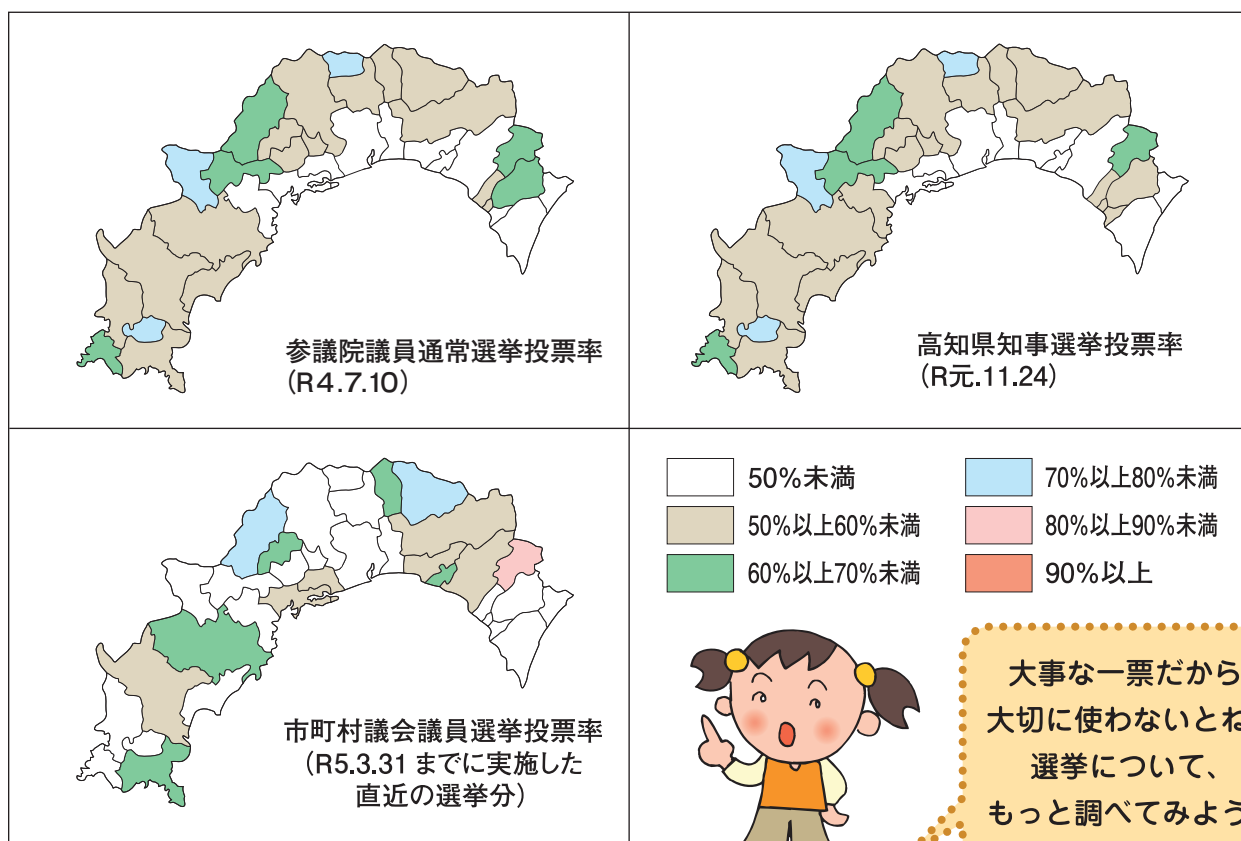 参議院議員通常選挙投票率
（R4.7.10）
高知県知事選挙投票率
（R元.11.24）
市町村議会議員選挙投票率
（R5.3.31 までに実施した
直近の選挙分）
50％未満
50％以上60％未満
60％以上70％未満
70％以上80％未満
80％以上90％未満
90％以上
大事な一票だから
大切に使わないとね
選挙について、
もっと調べてみよう